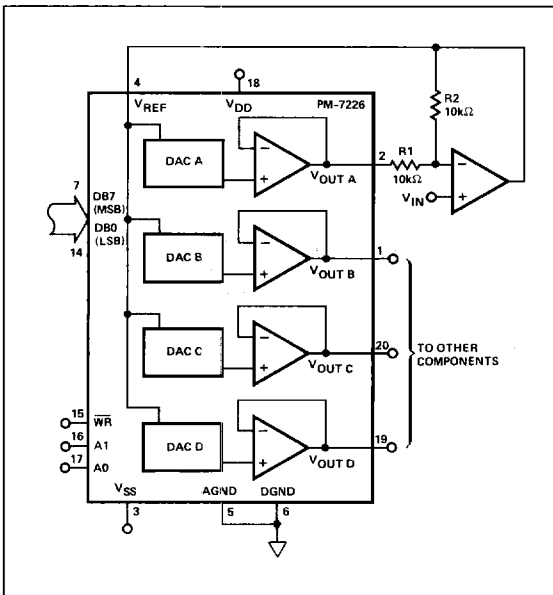 4
18
VREF
VDD
PM-7226
R2
10kΩ
DAC A
−
+
VOUT A
2
R1
10kΩ
−
+
VIN
7
DB7
(MSB)
DB0
(LSB)
14
DAC B
−
+
VOUT B
1
DAC C
−
+
VOUT C
20
TO OTHER
COMPONENTS
DAC D
−
+
VOUT D
19
15
WR
16
A1
17
A0
VSS
3
AGND
5
DGND
6